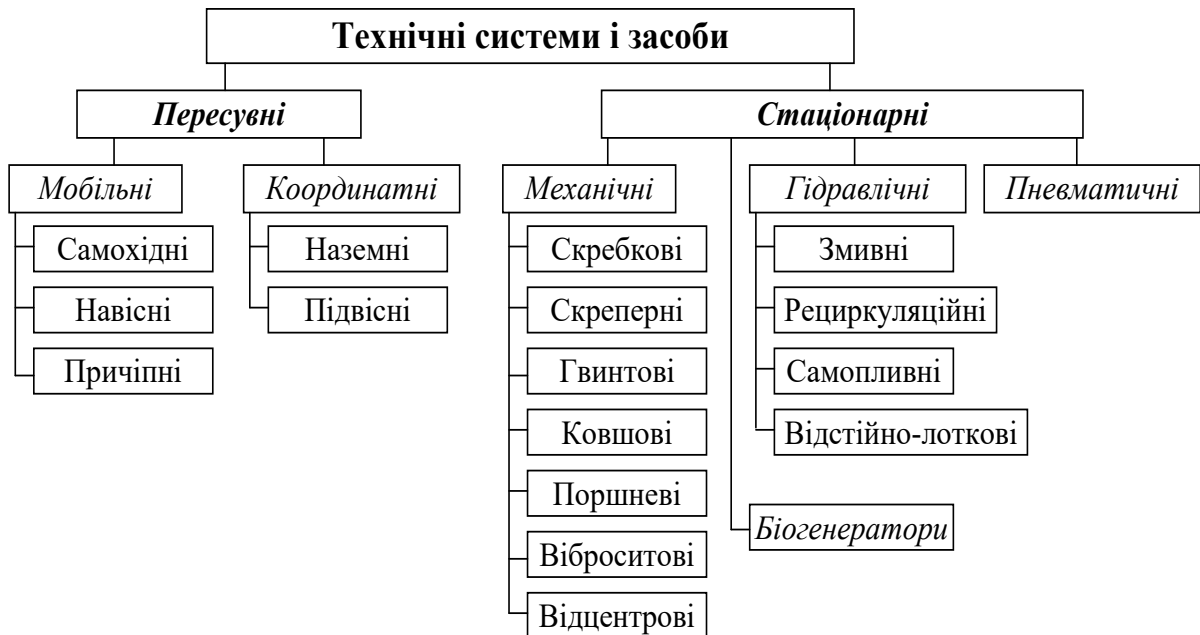 Технічні системи і засоби
Пересувні
Стаціонарні
Мобільні
Координатні
Механічні
Гідравлічні
Пневматичні
Самохідні
Наземні
Скребкові
Змивні
Навісні
Підвісні
Скреперні
Рециркуляційні
Причіпні
Гвинтові
Самопливні
Ковшові
Відстійно-лоткові
Поршневі
Біогенератори
Віброситові
Відцентрові